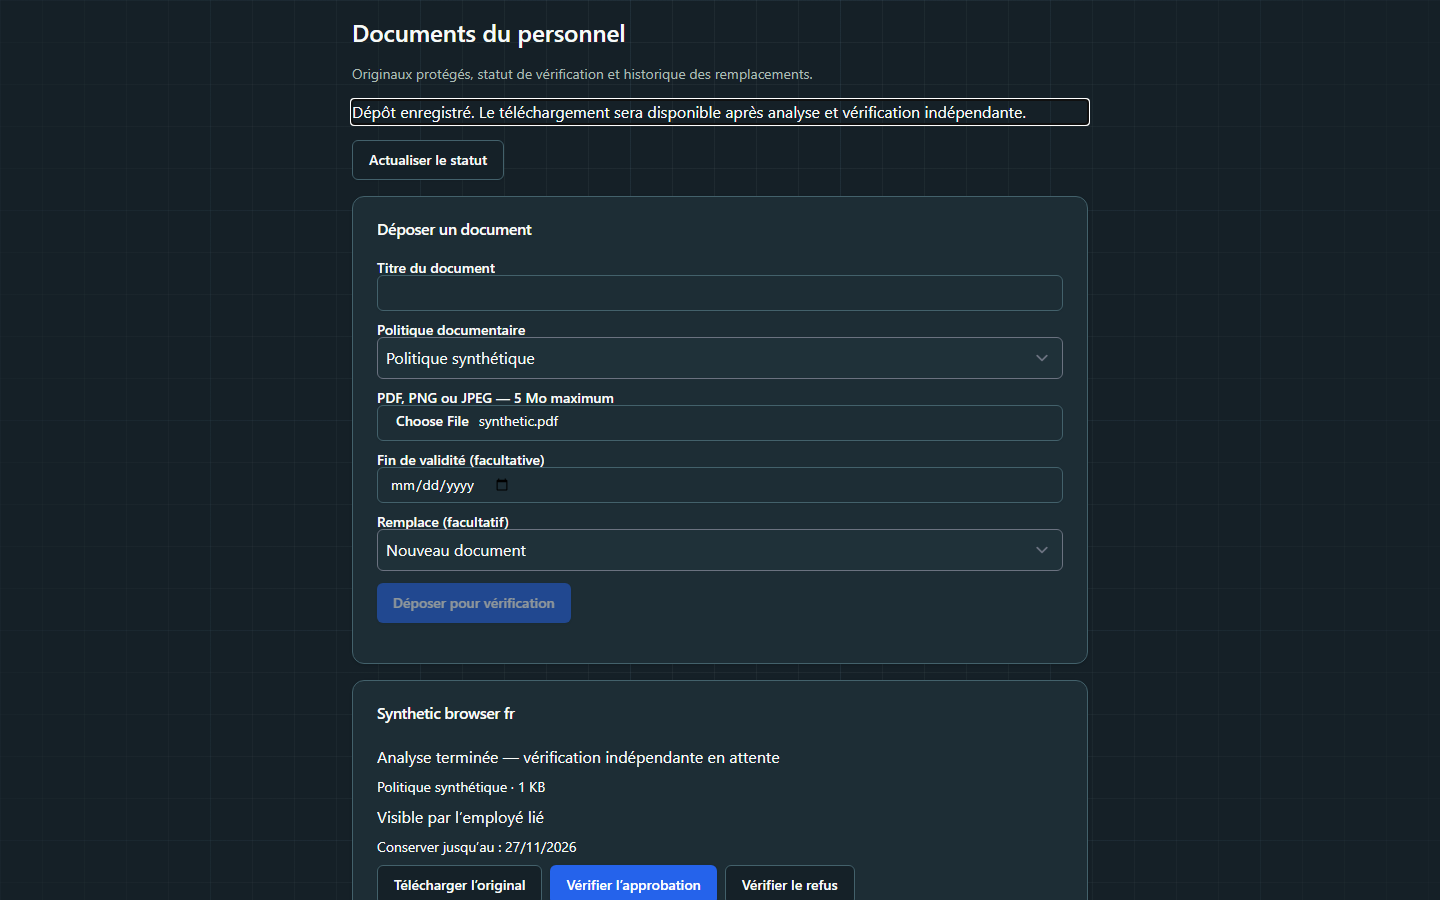 Documents du personnel
Originaux protégés, statut de vérification et historique des remplacements.
Dépôt enregistré. Le téléchargement sera disponible après analyse et vérification indépendante.
Actualiser le statut
Déposer un document
Titre du document
Politique documentaire
Politique synthétique
PDF, PNG ou JPEG — 5 Mo maximum
Choose File synthetic.pdf
Fin de validité (facultative)
mm/dd/yyyy
Remplace (facultatif)
Nouveau document
Déposer pour vérification
Synthetic browser fr
Analyse terminée — vérification indépendante en attente
Politique synthétique · 1 KB
Visible par l’employé lié
Conserver jusqu’au : 27/11/2026
Télécharger l’original Vérifier l’approbation Vérifier le refus